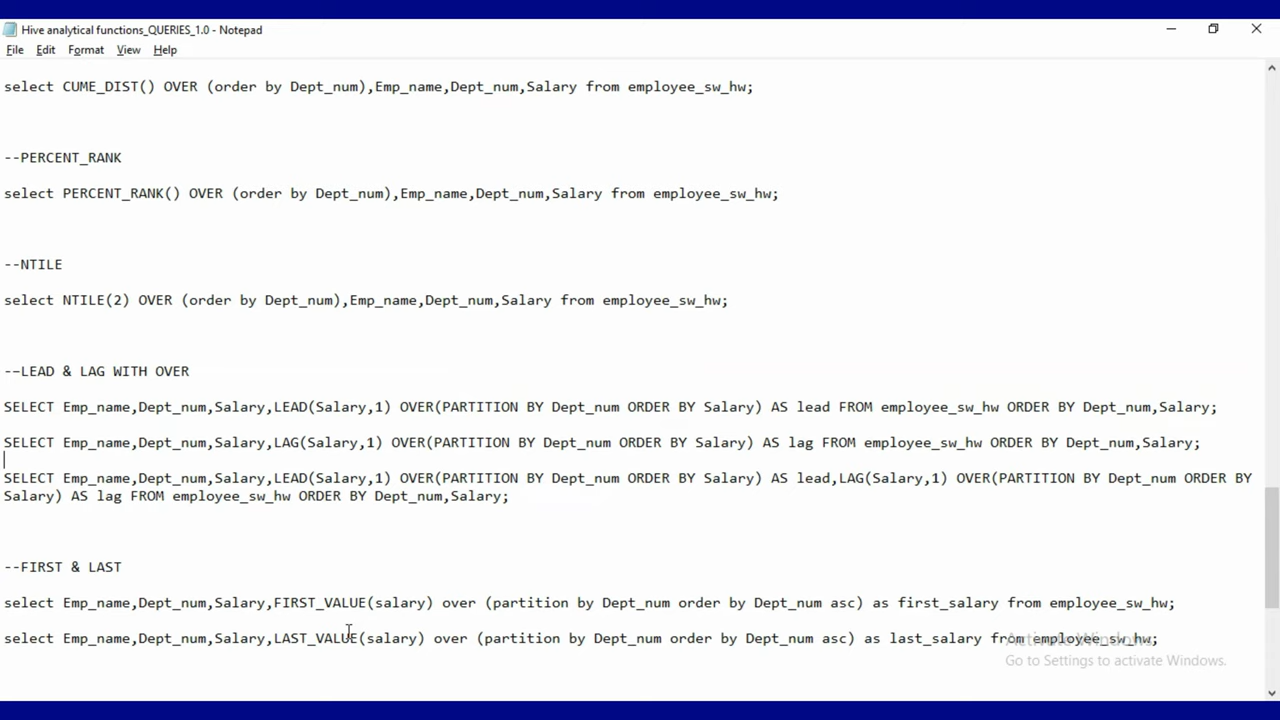 Hive analytical functions_QUERIES_1.0 - Notepad
File Edit Format View Help
select CUME_DIST() OVER (order by Dept_num),Emp_name,Dept_num,Salary from employee_sw_hw;
--PERCENT_RANK
select PERCENT_RANK() OVER (order by Dept_num),Emp_name,Dept_num,Salary from employee_sw_hw;
--NTILE
select NTILE(2) OVER (order by Dept_num),Emp_name,Dept_num,Salary from employee_sw_hw;
--LEAD & LAG WITH OVER
SELECT Emp_name,Dept_num,Salary,LEAD(Salary,1) OVER(PARTITION BY Dept_num ORDER BY Salary) AS lead FROM employee_sw_hw ORDER BY Dept_num,Salary;
SELECT Emp_name,Dept_num,Salary,LAG(Salary,1) OVER(PARTITION BY Dept_num ORDER BY Salary) AS lag FROM employee_sw_hw ORDER BY Dept_num,Salary;
SELECT Emp_name,Dept_num,Salary,LEAD(Salary,1) OVER(PARTITION BY Dept_num ORDER BY Salary) AS lead,LAG(Salary,1) OVER(PARTITION BY Dept_num ORDER BY
Salary) AS lag FROM employee_sw_hw ORDER BY Dept_num,Salary;
--FIRST & LAST
select Emp_name,Dept_num,Salary,FIRST_VALUE(salary) over (partition by Dept_num order by Dept_num asc) as first_salary from employee_sw_hw;
select Emp_name,Dept_num,Salary,LAST_VALUE(salary) over (partition by Dept_num order by Dept_num asc) as last_salary from employee_sw_hw;
Activate Windows
Go to Settings to activate Windows.